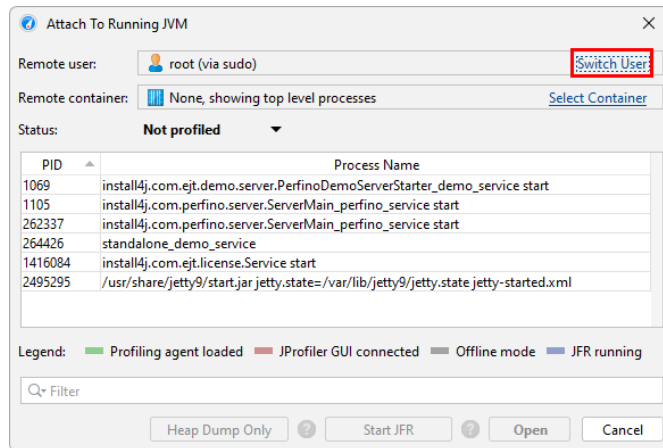 Attach To Running JVM
Remote user: root (via sudo) Switch User
Remote container: None, showing top level processes Select Container
Status: Not profiled
PID Process Name
1069 install4j.com.ejt.demo.server.PerfinoDemoServerStarter_demo_service start
1105 install4j.com.perfino.server.ServerMain_perfino_service start
262337 install4j.com.perfino.server.ServerMain_perfino_service start
264426 standalone_demo_service
1416084 install4j.com.ejt.license.Service start
2495295 /usr/share/jetty9/start.jar jetty.state=/var/lib/jetty9/jetty.state jetty-started.xml
Legend: Profiling agent loaded JProfiler GUI connected Offline mode JFR running
Filter
Heap Dump Only ? Start JFR ? Open Cancel